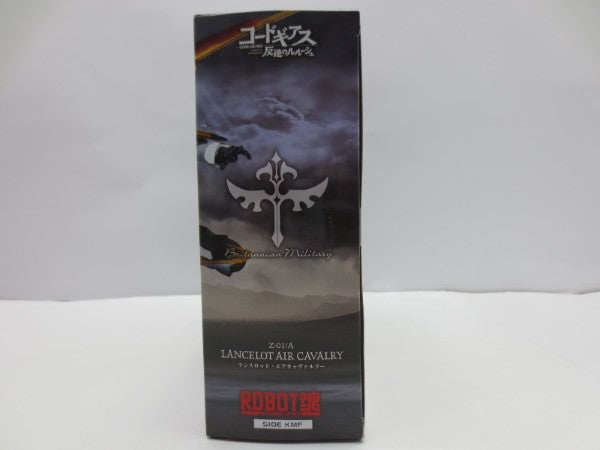 コードギアス
CODE GEASS
反逆のルルーシュ
Britannian Military
Z-01/A
LANCELOT AIR CAVALRY
ランスロット・エアキャヴァルリー
ROBOT魂
SIDE KMF